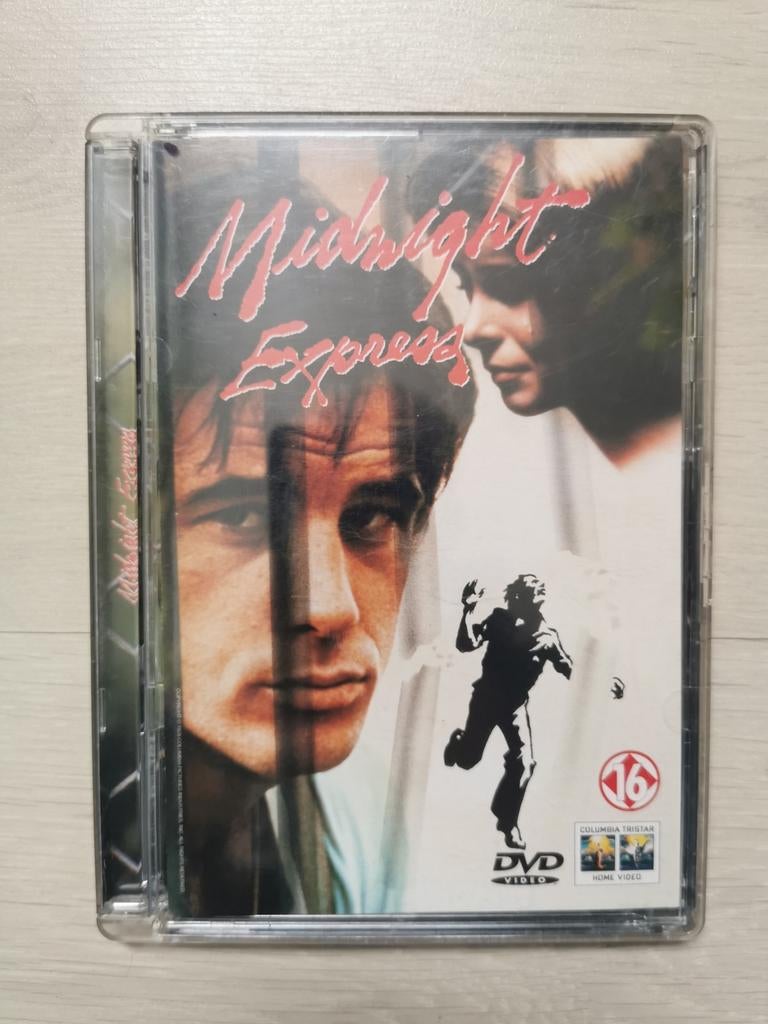 Midnight
Express
Midnight Express
16
DVD
VIDEO
COLUMBIA TRISTAR
HOME VIDEO